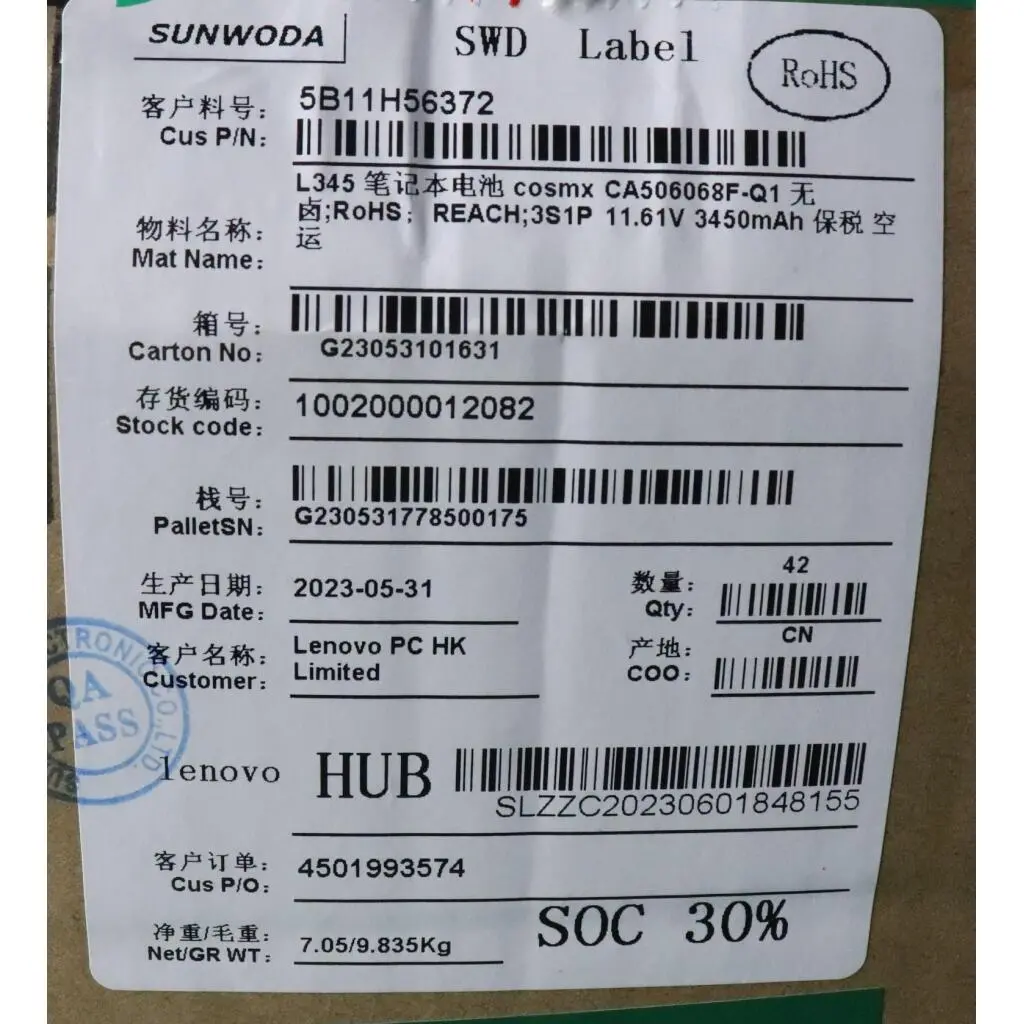 SUNWODA
SWD Label
RoHS
客户料号:
Cus P/N:
5B11H56372
L345 笔记本电池 cosmx CA506068F-Q1 无
卤;RoHS; REACH;3S1P 11.61V 3450mAh 保税 空
运
物料名称:
Mat Name:
箱号:
Carton No:
G23053101631
存货编码:
Stock code:
1002000012082
栈号:
PalletSN:
G230531778500175
生产日期:
MFG Date:
2023-05-31
数量:
Qty:
42
客户名称:
Customer:
Lenovo PC HK
Limited
产地:
COO:
CN
QA
PASS
CO.,LTD
lenovo HUB
SLZZC20230601848155
客户订单:
Cus P/O:
4501993574
净重/毛重:
Net/GR WT:
7.05/9.835Kg
SOC 30%